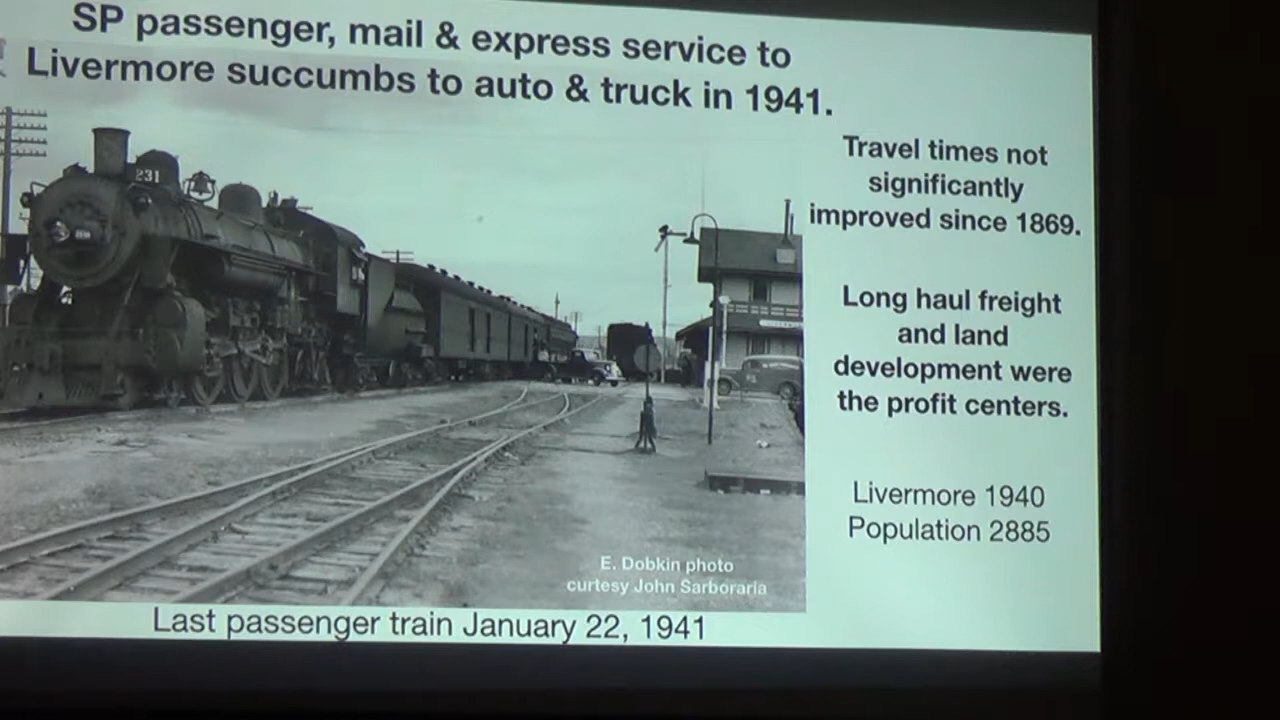 SP passenger, mail & express service to
Livermore succumbs to auto & truck in 1941.
231
Travel times not
significantly
improved since 1869.
Long haul freight
and land
development were
the profit centers.
Livermore 1940
Population 2885
E. Dobkin photo
curtesy John Sarboraria
Last passenger train January 22, 1941